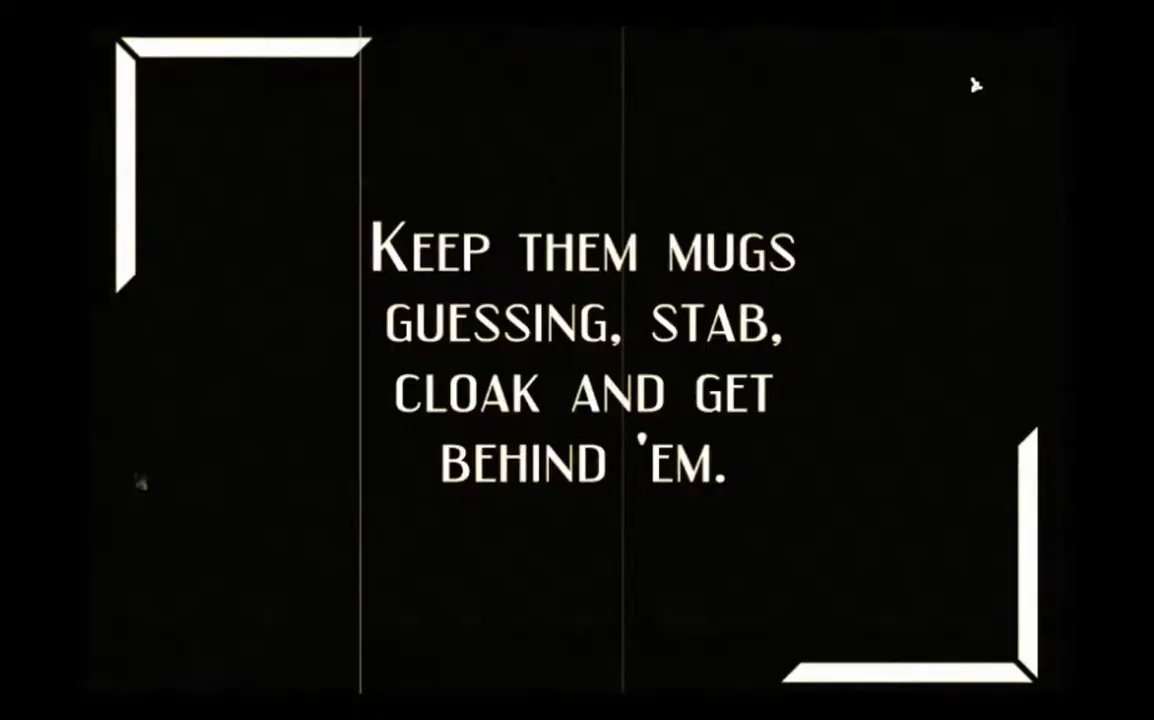 Keep them mugs
guessing, stab,
cloak and get
behind 'em.